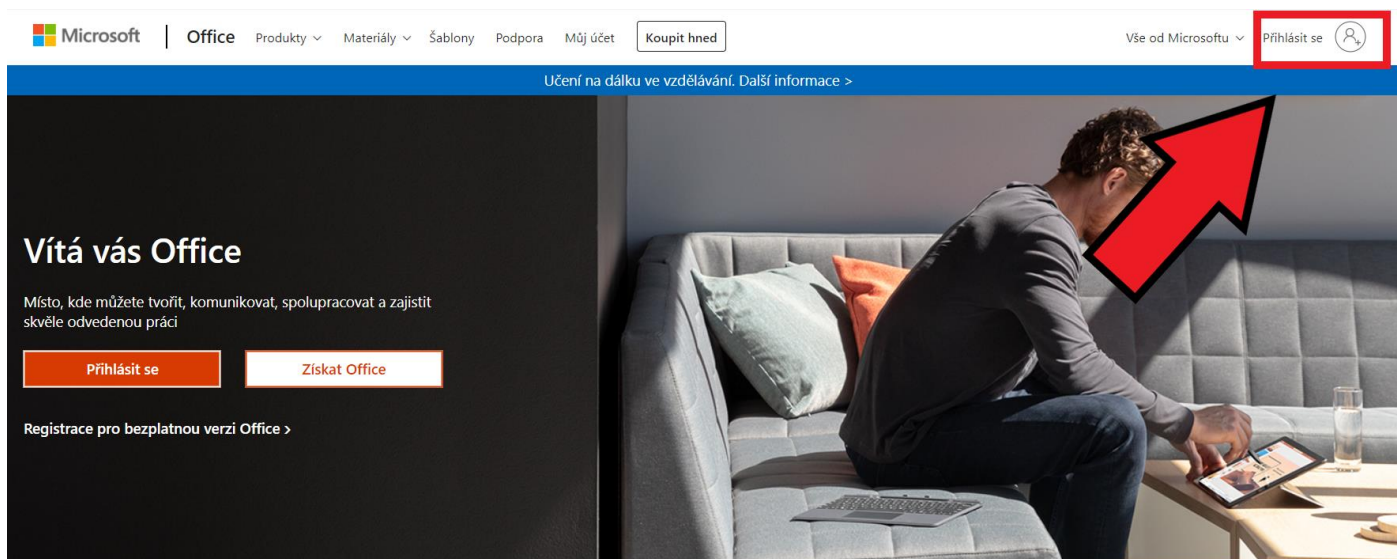 Microsoft Office Produkty Materiály Šablony Podpora Můj účet Koupit hned Vše od Microsoftu Přihlásit se
Učení na dálku ve vzdělávání. Další informace >
Vítá vás Office
Místo, kde můžete tvořit, komunikovat, spolupracovat a zajistit
skvěle odvedenou práci
Přihlásit se Získat Office
Registrace pro bezplatnou verzi Office >